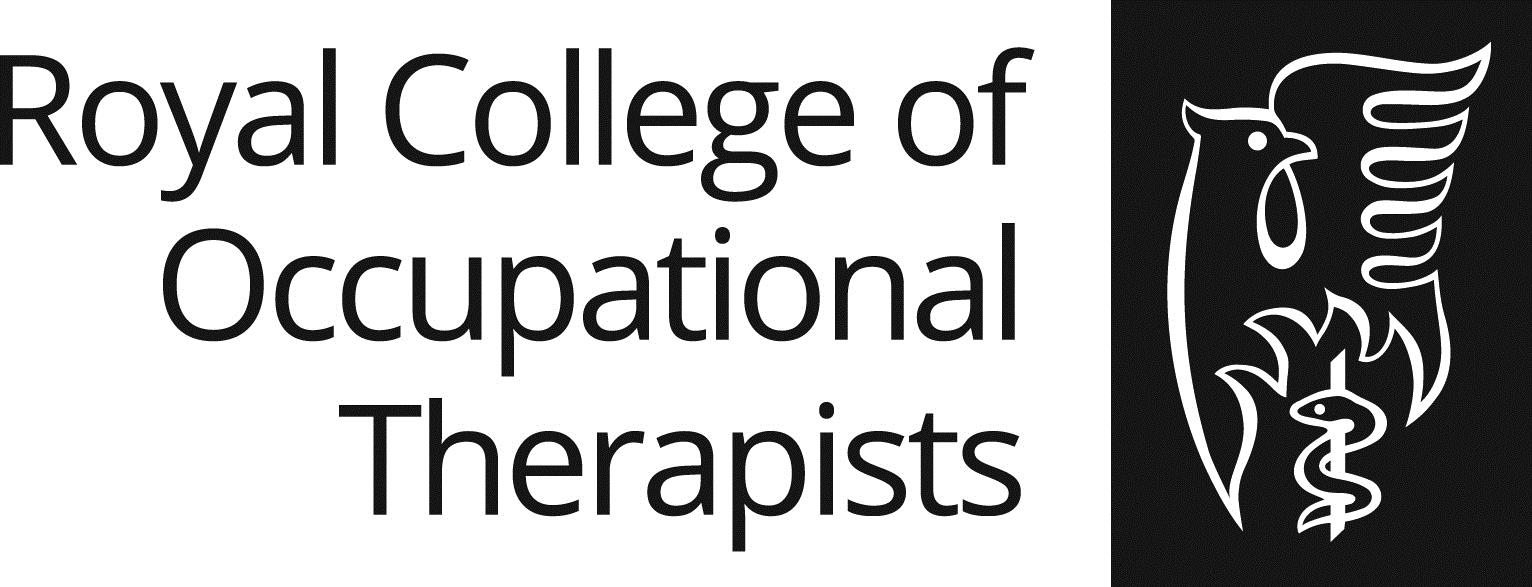 Royal College of
Occupational
Therapists